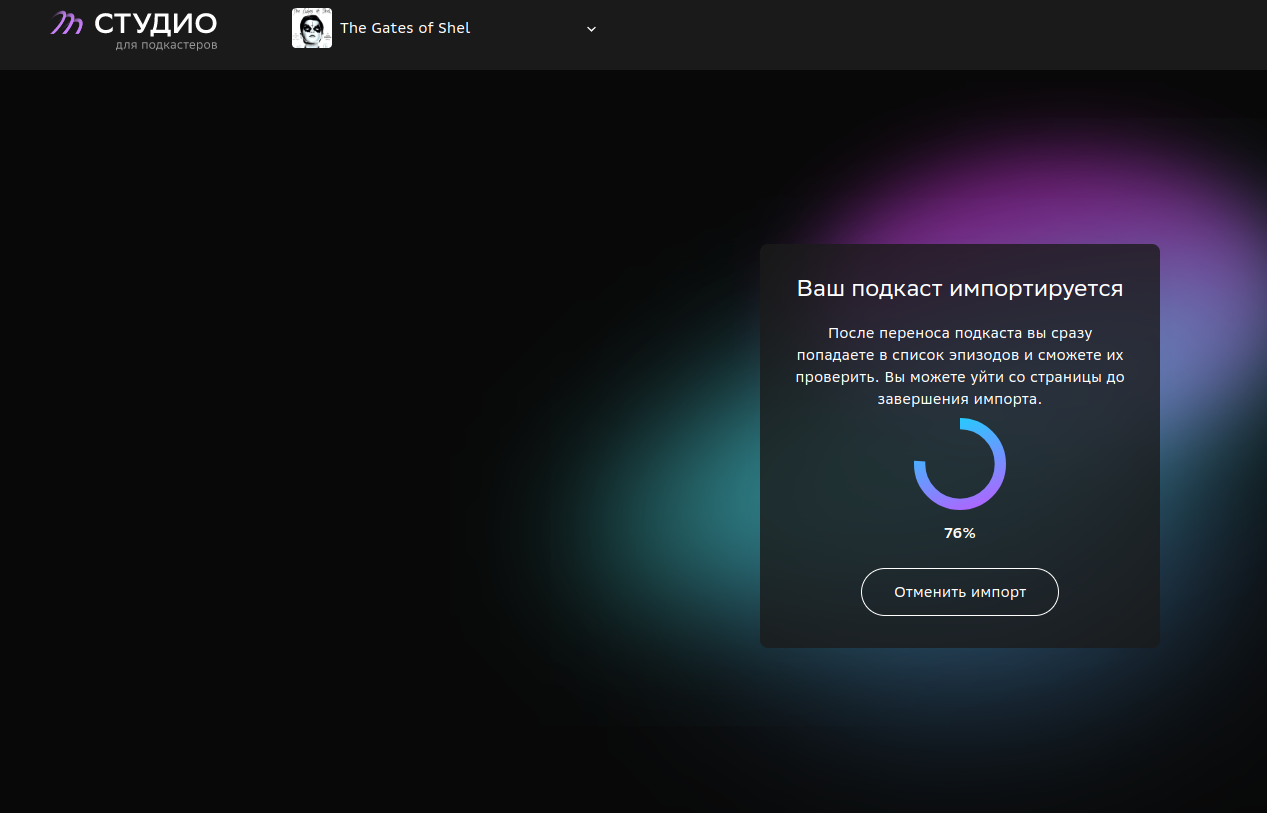 СТУДИО
для подкастеров
The Gates of Shel
Ваш подкаст импортируется
После переноса подкаста вы сразу
попадаете в список эпизодов и сможете их
проверить. Вы можете уйти со страницы до
завершения импорта.
76%
Отменить импорт